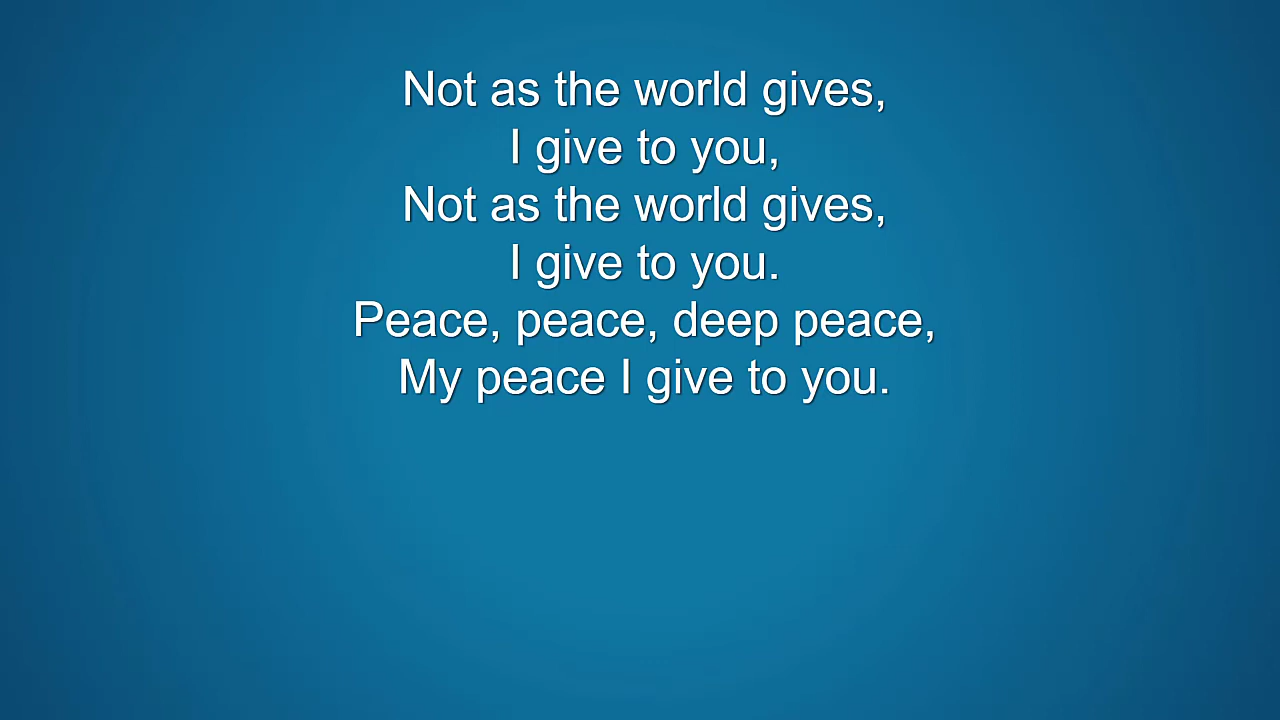 Not as the world gives,
I give to you,
Not as the world gives,
I give to you.
Peace, peace, deep peace,
My peace I give to you.